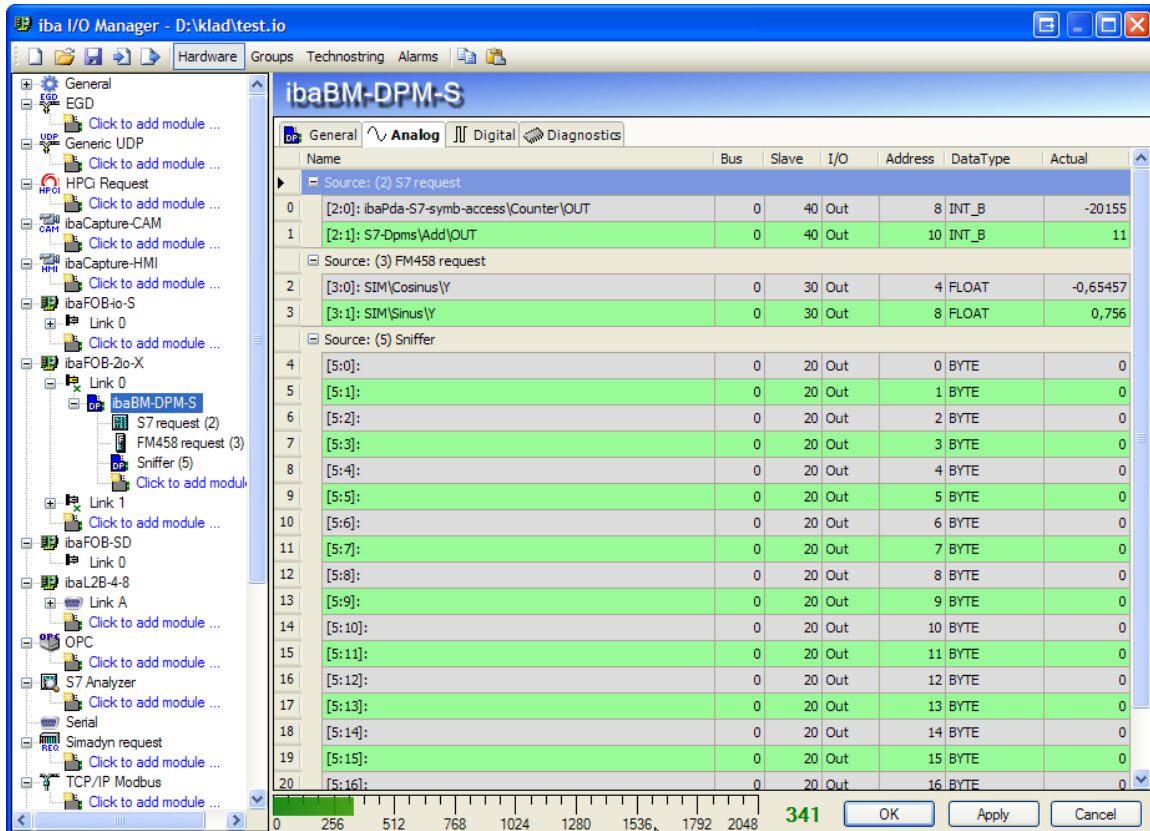 iba I/O Manager - D:\klad\test.io
Hardware Groups Technostring Alarms
General
EGD
Click to add module ...
Generic UDP
Click to add module ...
HPCi Request
Click to add module ...
ibaCapture-CAM
Click to add module ...
ibaCapture-HMI
Click to add module ...
ibaFOB-io-S
Link 0
Click to add module ...
ibaFOB-2io-X
Link 0
ibaBM-DPM-S
S7 request (2)
FM458 request (3)
Sniffer (5)
Click to add modul
Link 1
Click to add module ...
ibaFOB-SD
Link 0
ibaL2B-4-8
Link A
Click to add module ...
OPC
Click to add module ...
S7 Analyzer
Click to add module ...
Serial
Simadyn request
Click to add module ...
TCP/IP Modbus
Click to add module ...
ibaBM-DPM-S
General Analog Digital Diagnostics
Name Bus Slave I/O Address DataType Actual
Source: (2) S7 request
0 [2:0]: ibaPda-S7-symb-access\Counter\OUT 0 40 Out 8 INT_B -20155
1 [2:1]: S7-Dpms\Add\OUT 0 40 Out 10 INT_B 11
Source: (3) FM458 request
2 [3:0]: SIM\Cosinus\Y 0 30 Out 4 FLOAT -0,65457
3 [3:1]: SIM\Sinus\Y 0 30 Out 8 FLOAT 0,756
Source: (5) Sniffer
4 [5:0]: 0 20 Out 0 BYTE 0
5 [5:1]: 0 20 Out 1 BYTE 0
6 [5:2]: 0 20 Out 2 BYTE 0
7 [5:3]: 0 20 Out 3 BYTE 0
8 [5:4]: 0 20 Out 4 BYTE 0
9 [5:5]: 0 20 Out 5 BYTE 0
10 [5:6]: 0 20 Out 6 BYTE 0
11 [5:7]: 0 20 Out 7 BYTE 0
12 [5:8]: 0 20 Out 8 BYTE 0
13 [5:9]: 0 20 Out 9 BYTE 0
14 [5:10]: 0 20 Out 10 BYTE 0
15 [5:11]: 0 20 Out 11 BYTE 0
16 [5:12]: 0 20 Out 12 BYTE 0
17 [5:13]: 0 20 Out 13 BYTE 0
18 [5:14]: 0 20 Out 14 BYTE 0
19 [5:15]: 0 20 Out 15 BYTE 0
20 [5:16]: 0 20 Out 16 BYTE 0
0 256 512 768 1024 1280 1536 1792 2048 341 OK Apply Cancel